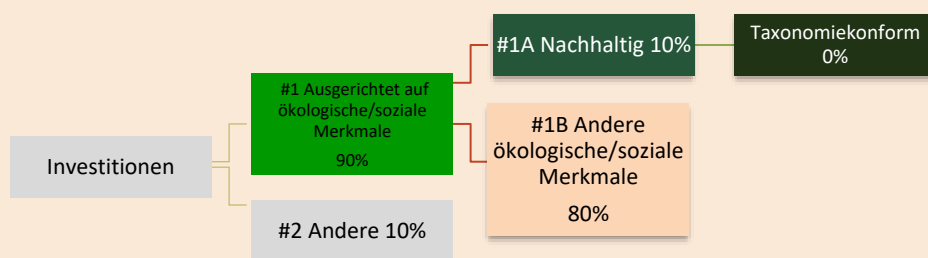 Investitionen
#1 Ausgerichtet auf
ökologische/soziale
Merkmale
90%
#2 Andere 10%
#1A Nachhaltig 10%
#1B Andere
ökologische/soziale
Merkmale
80%
Taxonomiekonform
0%